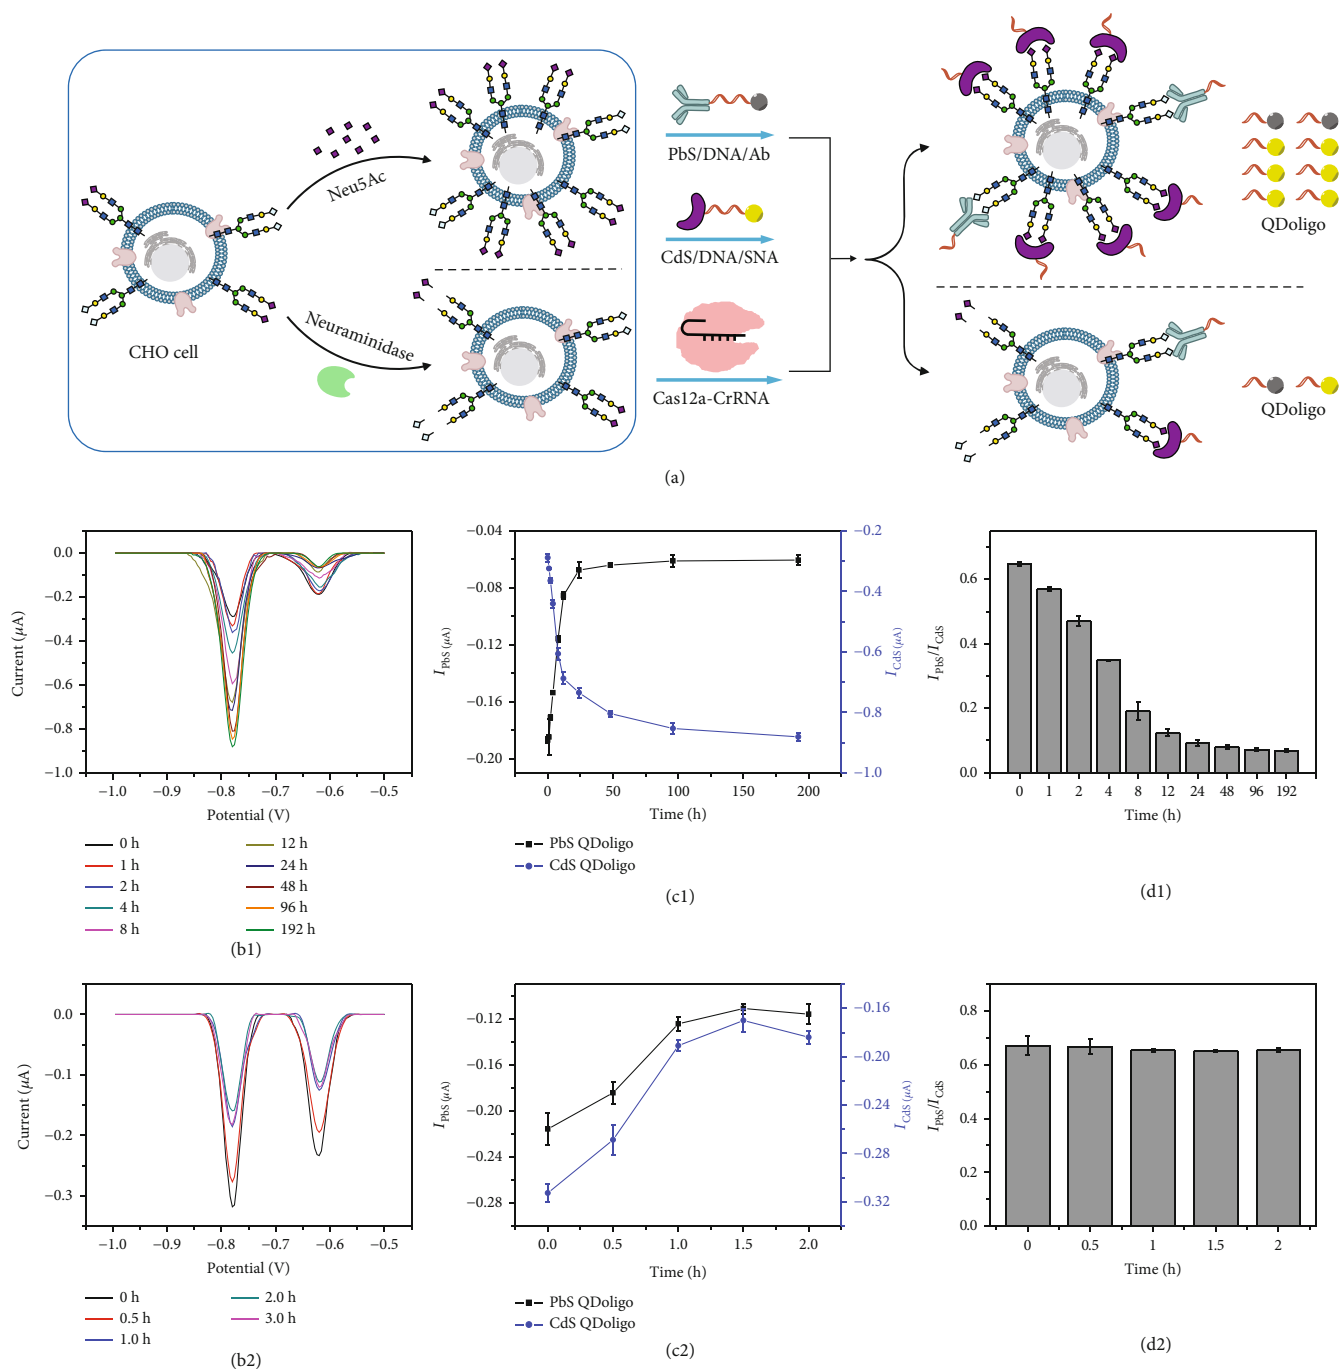 Neu5Ac
Neuraminidase
CHO cell
PbS/DNA/Ab
CdS/DNA/SNA
Cas12a-CrRNA
QDoligo
QDoligo
(a)
Current (μA)
0.0
−0.2
−0.4
−0.6
−0.8
−1.0
−1.0 −0.9 −0.8 −0.7 −0.6 −0.5
Potential (V)
0 h
1 h
2 h
4 h
8 h
12 h
24 h
48 h
96 h
192 h
(b1)
I PbS (μA)
−0.04
−0.08
−0.12
−0.16
−0.20
I CdS (μA)
−0.2
−0.4
−0.6
−0.8
−1.0
0 50 100 150 200
Time (h)
PbS QDoligo
CdS QDoligo
(c1)
I PbS/I CdS
0.6
0.4
0.2
0.0
0 1 2 4 8 12 24 48 96 192
Time (h)
(d1)
Current (μA)
0.0
−0.1
−0.2
−0.3
−1.0 −0.9 −0.8 −0.7 −0.6 −0.5
Potential (V)
0 h
0.5 h
1.0 h
2.0 h
3.0 h
(b2)
I PbS (μA)
−0.12
−0.16
−0.20
−0.24
−0.28
I CdS (μA)
−0.16
−0.20
−0.24
−0.28
−0.32
0.0 0.5 1.0 1.5 2.0
Time (h)
PbS QDoligo
CdS QDoligo
(c2)
I PbS/I CdS
0.8
0.6
0.4
0.2
0.0
0 0.5 1 1.5 2
Time (h)
(d2)